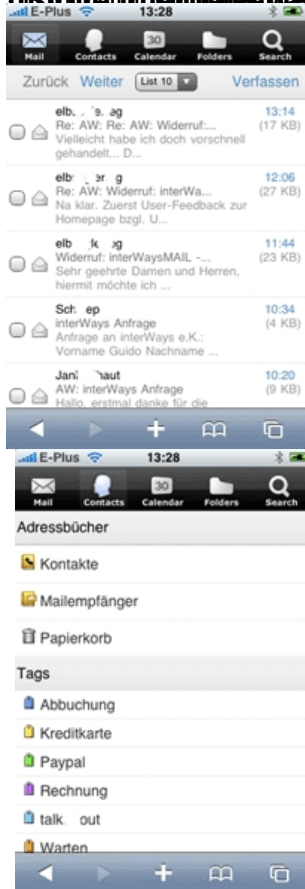 E-Plus 13:28
Mail Contacts Calendar Folders Search
Zurück Weiter List 10 Verfassen
13:14
Re: AW: Re: AW: Widerruf:... (17 KB)
Vielleicht habe ich doch vorschnell
gehandelt... D...
12:06
Re: AW: Widerruf: interWa... (27 KB)
Na klar. Zuerst User-Feedback zur
Homepage bzgl. U...
11:44
Widerruf: interWaysMAIL -... (23 KB)
Sehr geehrte Damen und Herren,
hiermit möchte ich ...
10:34
interWays Anfrage (4 KB)
Anfrage an interWays e.K.:
Vorname Guido Nachname ...
10:20
AW: interWays Anfrage (9 KB)
Hallo, erstmal danke für die
E-Plus 13:28
Mail Contacts Calendar Folders Search
Adressbücher
Kontakte
Mailempfänger
Papierkorb
Tags
Abbuchung
Kreditkarte
Paypal
Rechnung
talk out
Warten